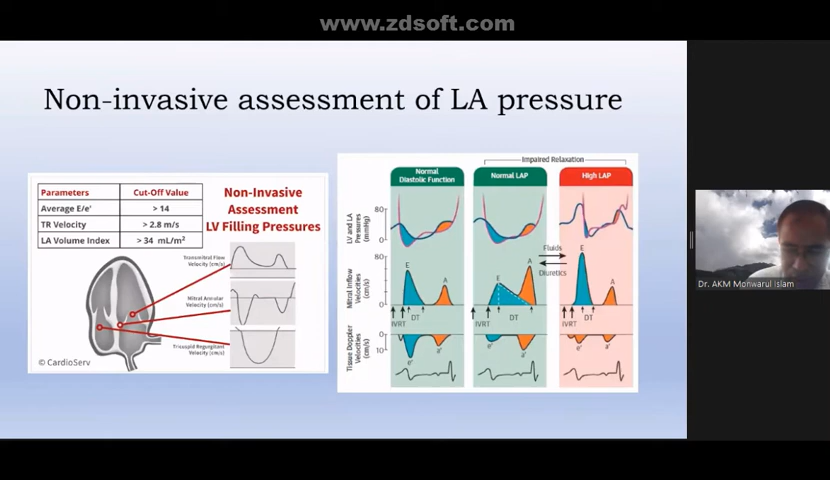 www.zdsoft.com
Non-invasive assessment of LA pressure
Parameters Cut-Off Value
Average E/e' > 14
TR Velocity > 2.8 m/s
LA Volume Index > 34 mL/m²
Non-Invasive
Assessment
LV Filling Pressures
Transmitral Flow
Velocity (cm/s)
Mitral Annular
Velocity (cm/s)
Tricuspid Regurgitant
Velocity (cm/s)
© CardioServ
Impaired Relaxation
Normal
Diastolic Function
Normal LAP
High LAP
LV and LA
Pressures
(mmHg)
80
0
Fluids
Diuretics
Mitral Inflow
Velocities
(cm/s)
80
0
E
A
E
A
E
A
IVRT
DT
IVRT
DT
IVRT
DT
Tissue Doppler
Velocities
(cm/s)
0
10
e'
a'
e'
a'
e'
a'
Dr. AKM Monwarul Islam